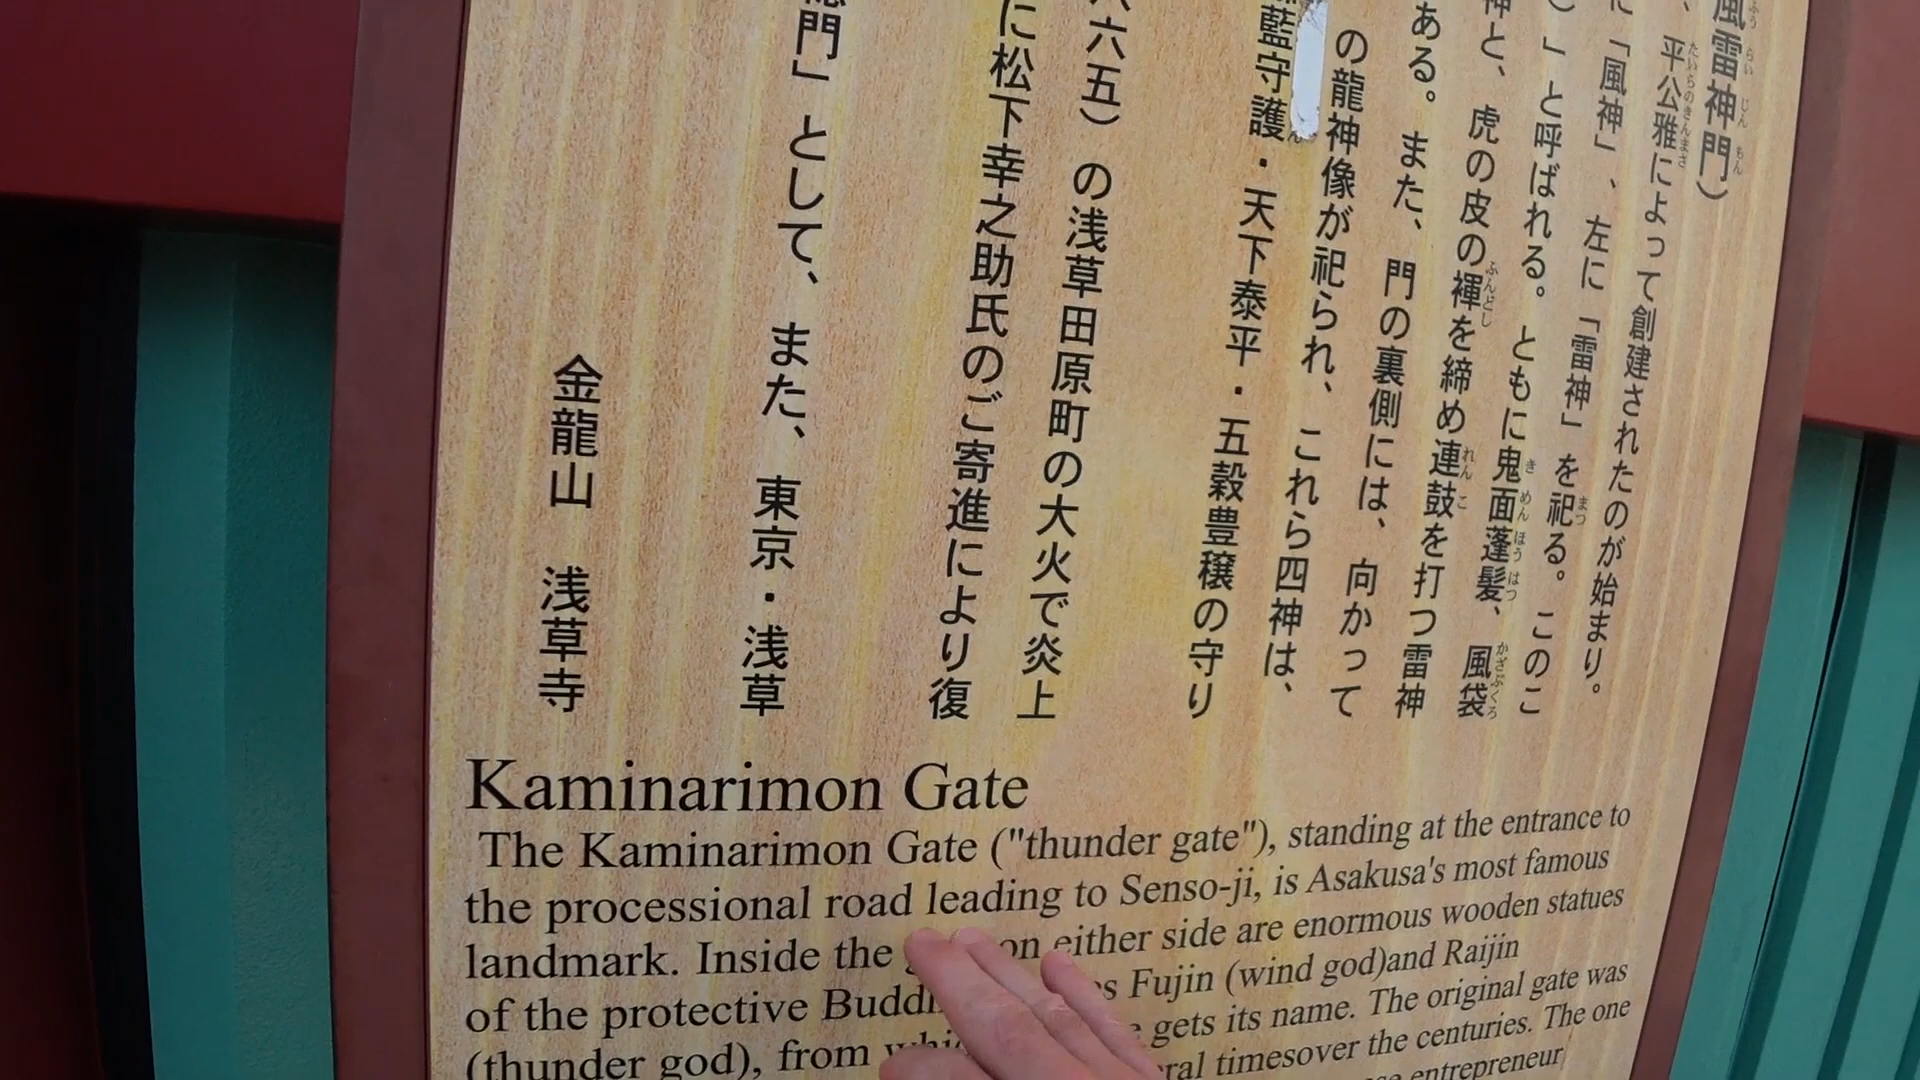 風雷神門）
、平公雅によって創建されたのが始まり。
に「風神」、左に「雷神」を祀る。このこ
）」と呼ばれる。ともに鬼面蓬髪、風袋
神と、虎の皮の褌を締め連鼓を打つ雷神
ある。また、門の裏側には、向かって
の龍神像が祀られ、これら四神は、
藍守護・天下泰平・五穀豊穣の守り
六五）の浅草田原町の大火で炎上
に松下幸之助氏のご寄進により復
門」として、また、東京・浅草
金龍山 浅草寺
Kaminarimon Gate
The Kaminarimon Gate ("thunder gate"), standing at the entrance to
the processional road leading to Senso-ji, is Asakusa's most famous
landmark. Inside the on either side are enormous wooden statues
of the protective Fujin (wind god)and Raijin
(thunder god), from gets its name. The original gate was
timesover the centuries. The one
entrepreneur